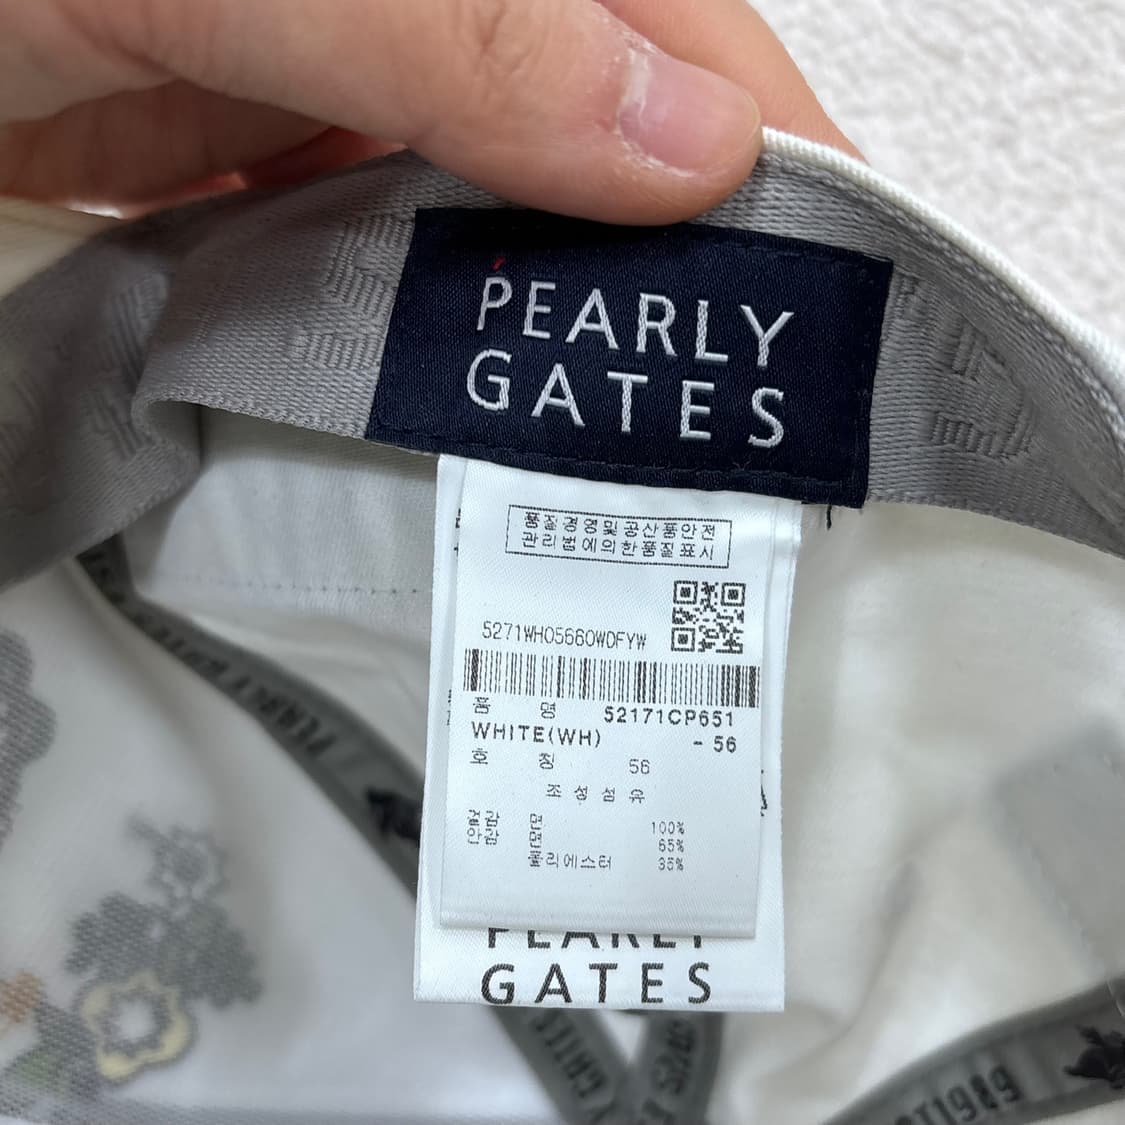 PEARLY
GATES
품질경영및공산품안전
관리법에의한품질표시
5271WH05660WDFYW
품 명 52171CP651
WHITE(WH) - 56
호 칭 56
조 성 섬 유
겉감 면 100%
안감 면 65%
폴리에스터 35%
PEARLY
GATES